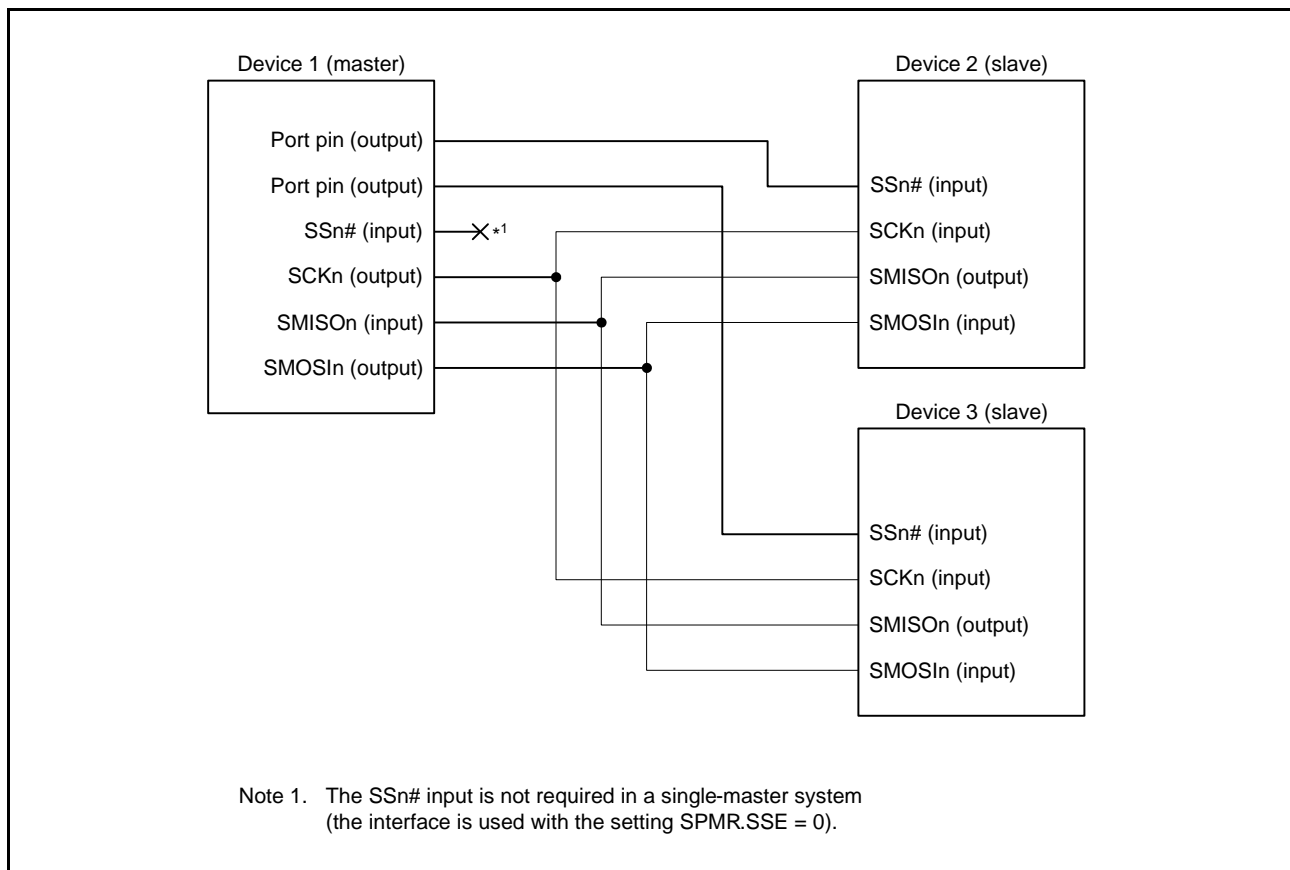 Device 1 (master)
Port pin (output)
Port pin (output)
SSn# (input)
*1
SCKn (output)
SMISOn (input)
SMOSIn (output)
Device 2 (slave)
SSn# (input)
SCKn (input)
SMISOn (output)
SMOSIn (input)
Device 3 (slave)
SSn# (input)
SCKn (input)
SMISOn (output)
SMOSIn (input)
Note 1. The SSn# input is not required in a single-master system
(the interface is used with the setting SPMR.SSE = 0).